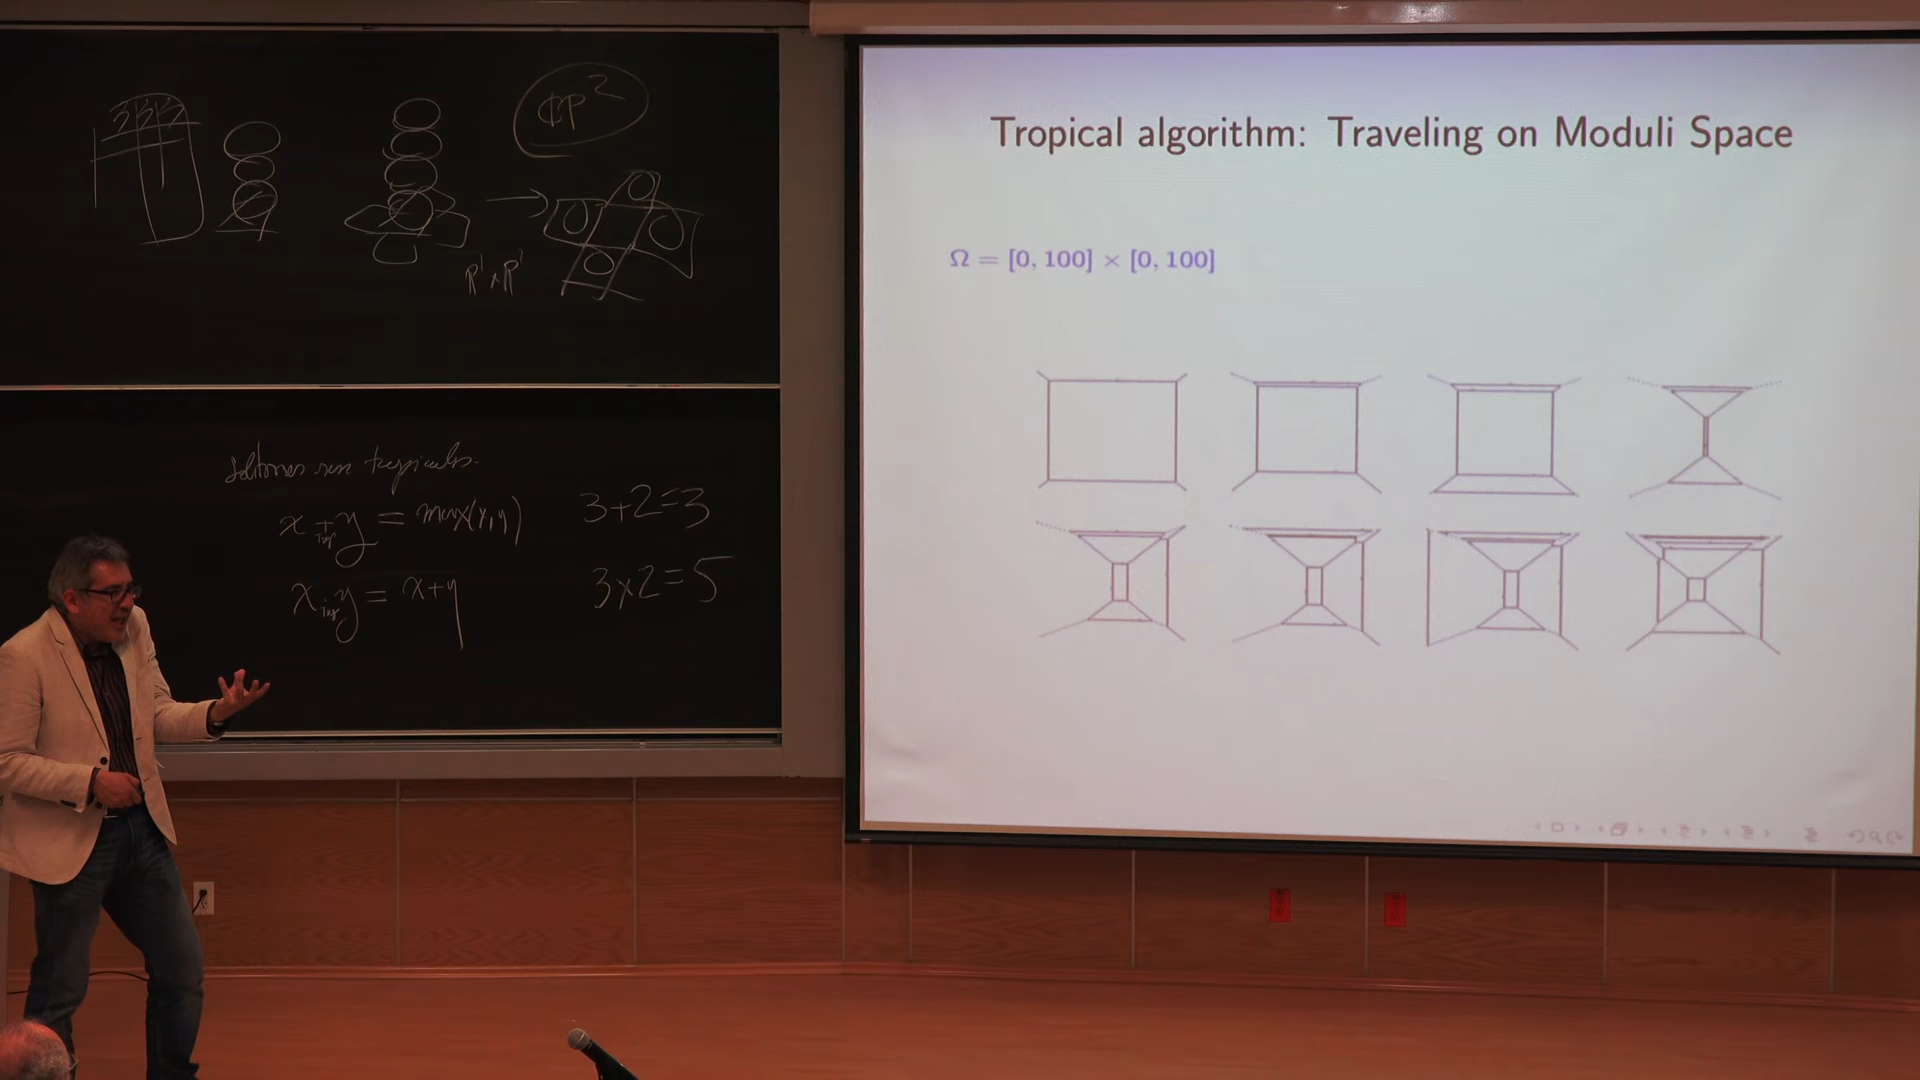 333
ℂP²
P¹×P¹
x +Trop y = max(x,y)
3+2=3
x ·Trop y = x+y
3×2=5
Tropical algorithm: Traveling on Moduli Space
Ω = [0, 100] × [0, 100]